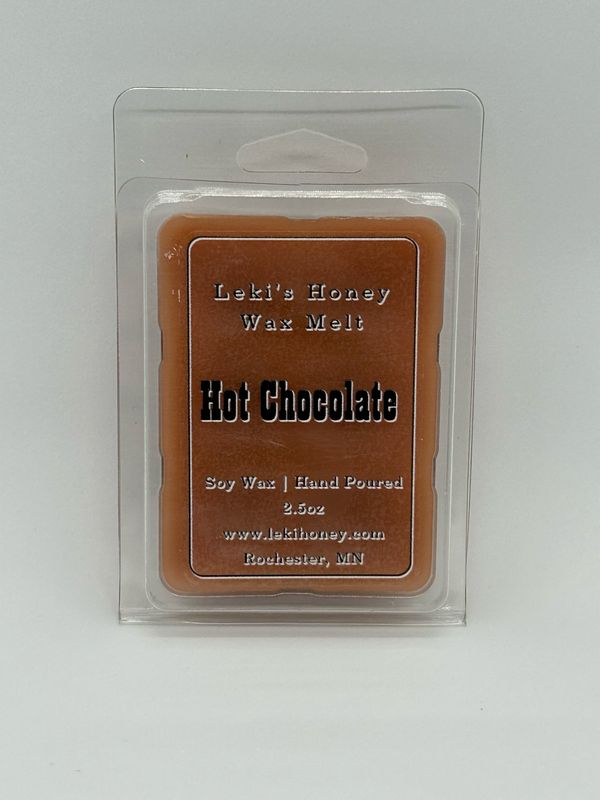 Leki's Honey
Wax Melt
Hot Chocolate
Soy Wax | Hand Poured
2.5oz
www.lekihoney.com
Rochester, MN